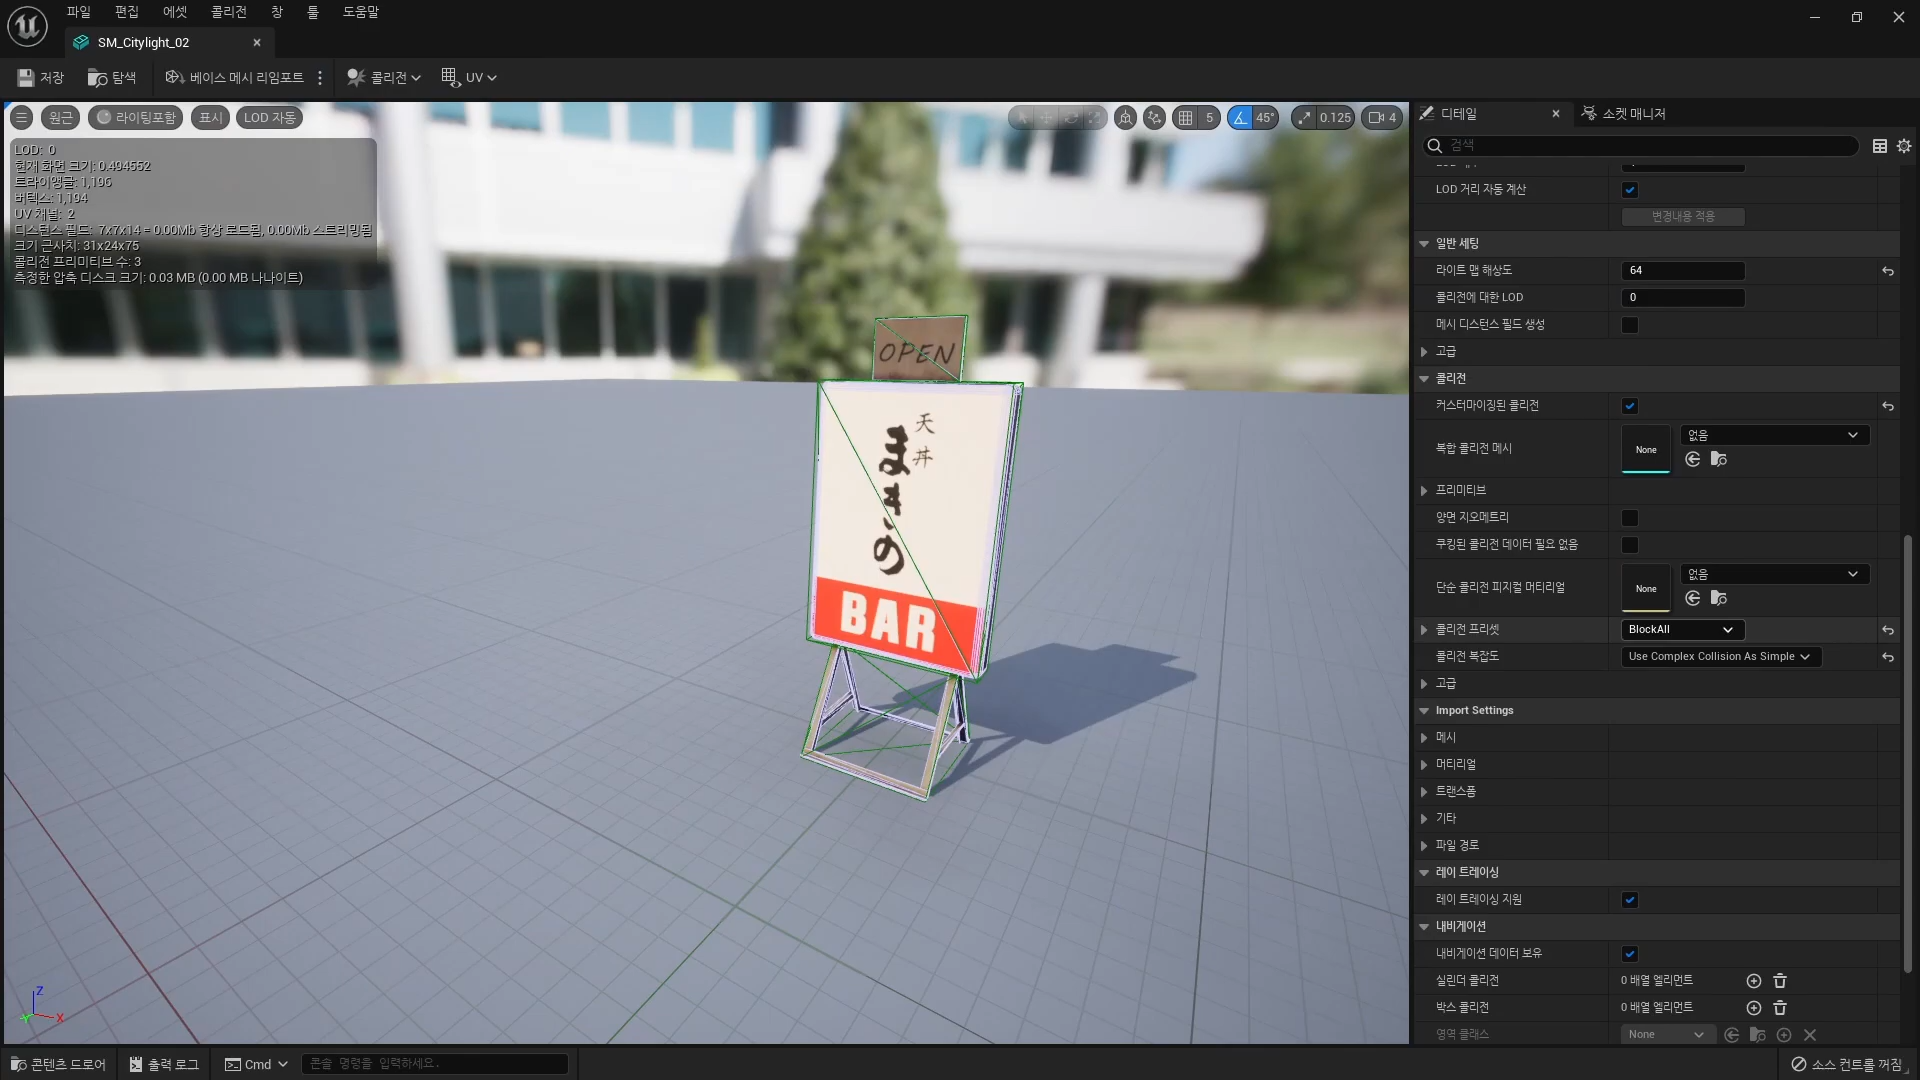 파일 편집 에셋 콜리전 창 툴 도움말
SM_Citylight_02
저장 탐색 베이스 메시 리임포트 콜리전 UV
원근 라이팅포함 표시 LOD 자동 5 45° 0.125 4
LOD: 0
현재 화면 크기: 0.494552
트라이앵글: 1,196
버텍스: 1,194
UV 채널: 2
디스턴스 필드: 7x7x14 = 0.00Mb 항상 로드됨, 0.00Mb 스트리밍됨
크기 근사치: 31x24x75
콜리전 프리미티브 수: 3
측정한 압축 디스크 크기: 0.03 MB (0.00 MB 나나이트)
OPEN
天丼
まきの
BAR
Z
X
디테일 소켓 매니저
검색
LOD 거리 자동 계산
변경내용 적용
일반 세팅
라이트 맵 해상도 64
콜리전에 대한 LOD 0
메시 디스턴스 필드 생성
고급
콜리전
커스터마이징된 콜리전
복합 콜리전 메시 None 없음
프리미티브
양면 지오메트리
쿠킹된 콜리전 데이터 필요 없음
단순 콜리전 피지컬 머티리얼 None 없음
콜리전 프리셋 BlockAll
콜리전 복잡도 Use Complex Collision As Simple
고급
Import Settings
메시
머티리얼
트랜스폼
기타
파일 경로
레이 트레이싱
레이 트레이싱 지원
내비게이션
내비게이션 데이터 보유
실린더 콜리전 0 배열 엘리먼트
박스 콜리전 0 배열 엘리먼트
영역 클래스 None
콘텐츠 드로어 출력 로그 Cmd 콘솔 명령을 입력하세요. 소스 컨트롤 꺼짐